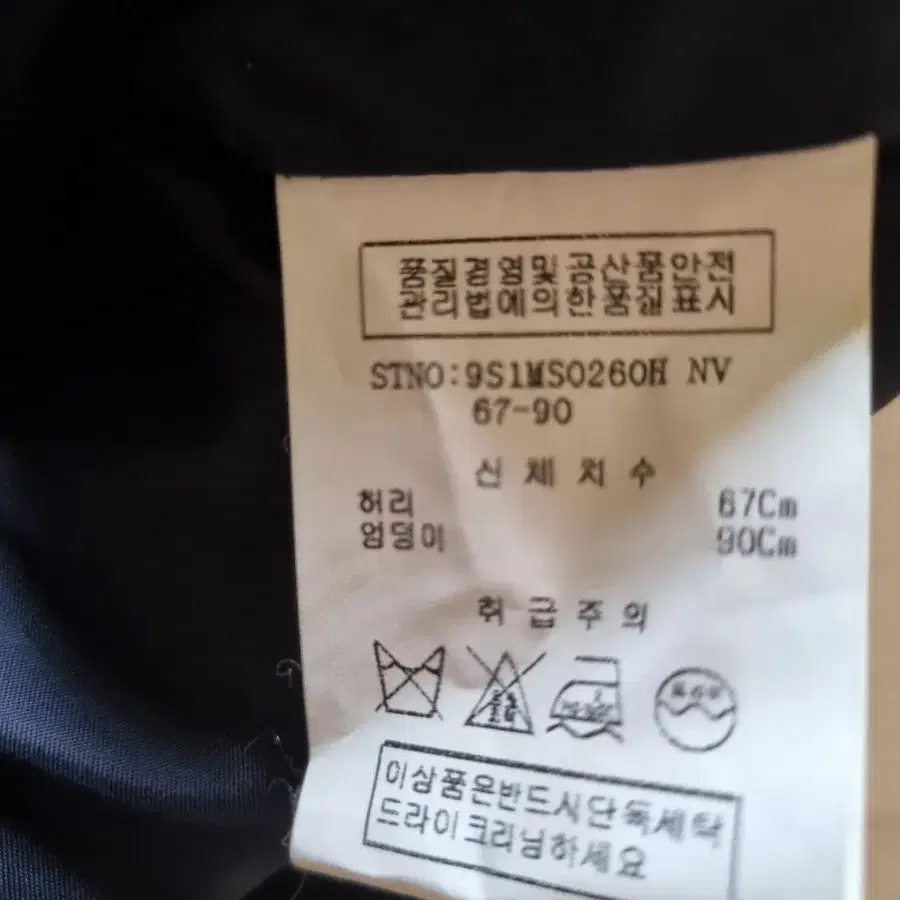 품질경영및공산품안전
관리법에의한품질표시
STNO:9S1MS0260H NV
67-90
신체치수
허리 67Cm
엉덩이 90Cm
취급주의
이상품은반드시단독세탁
드라이크리닝하세요